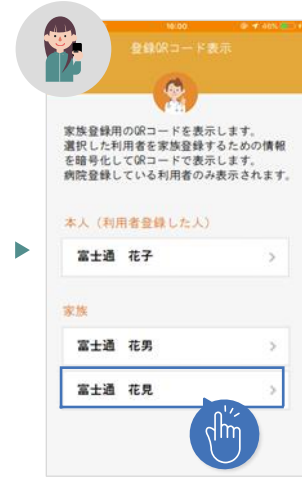 16:00
46%
登録QRコード表示
家族登録用のQRコードを表示します。
選択した利用者を家族登録するための情報
を暗号化してQRコードで表示します。
病院登録している利用者のみ表示されます。
本人（利用者登録した人）
富士通 花子
家族
富士通 花男
富士通 花見